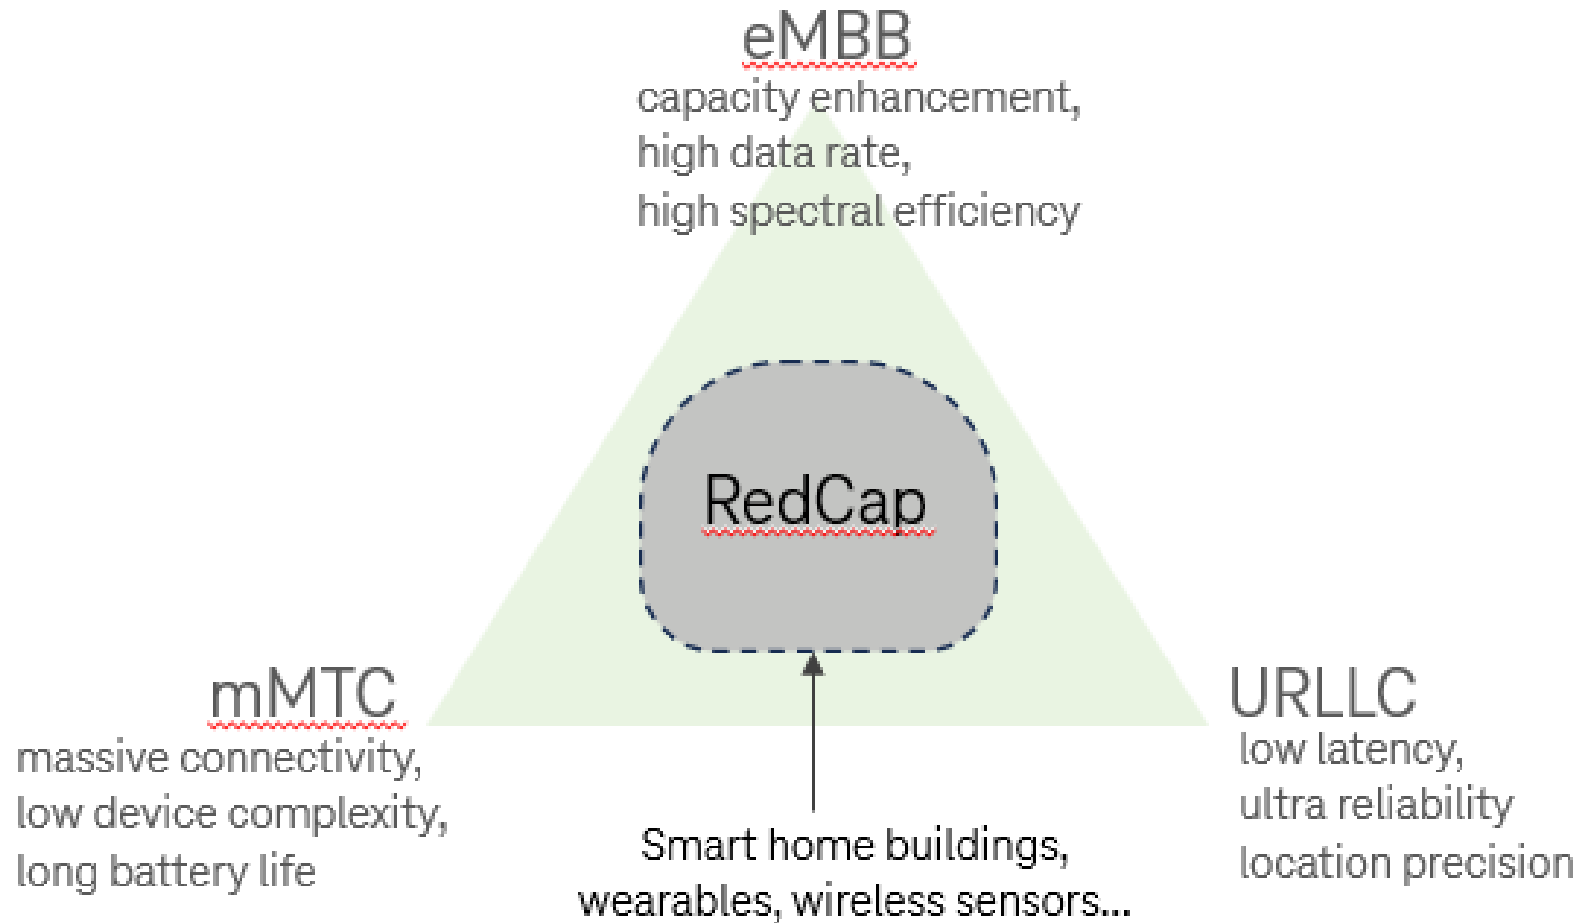 eMBB
capacity enhancement,
high data rate,
high spectral efficiency
RedCap
mMTC
massive connectivity,
low device complexity,
long battery life
URLLC
low latency,
ultra reliability
location precision
Smart home buildings,
wearables, wireless sensors...